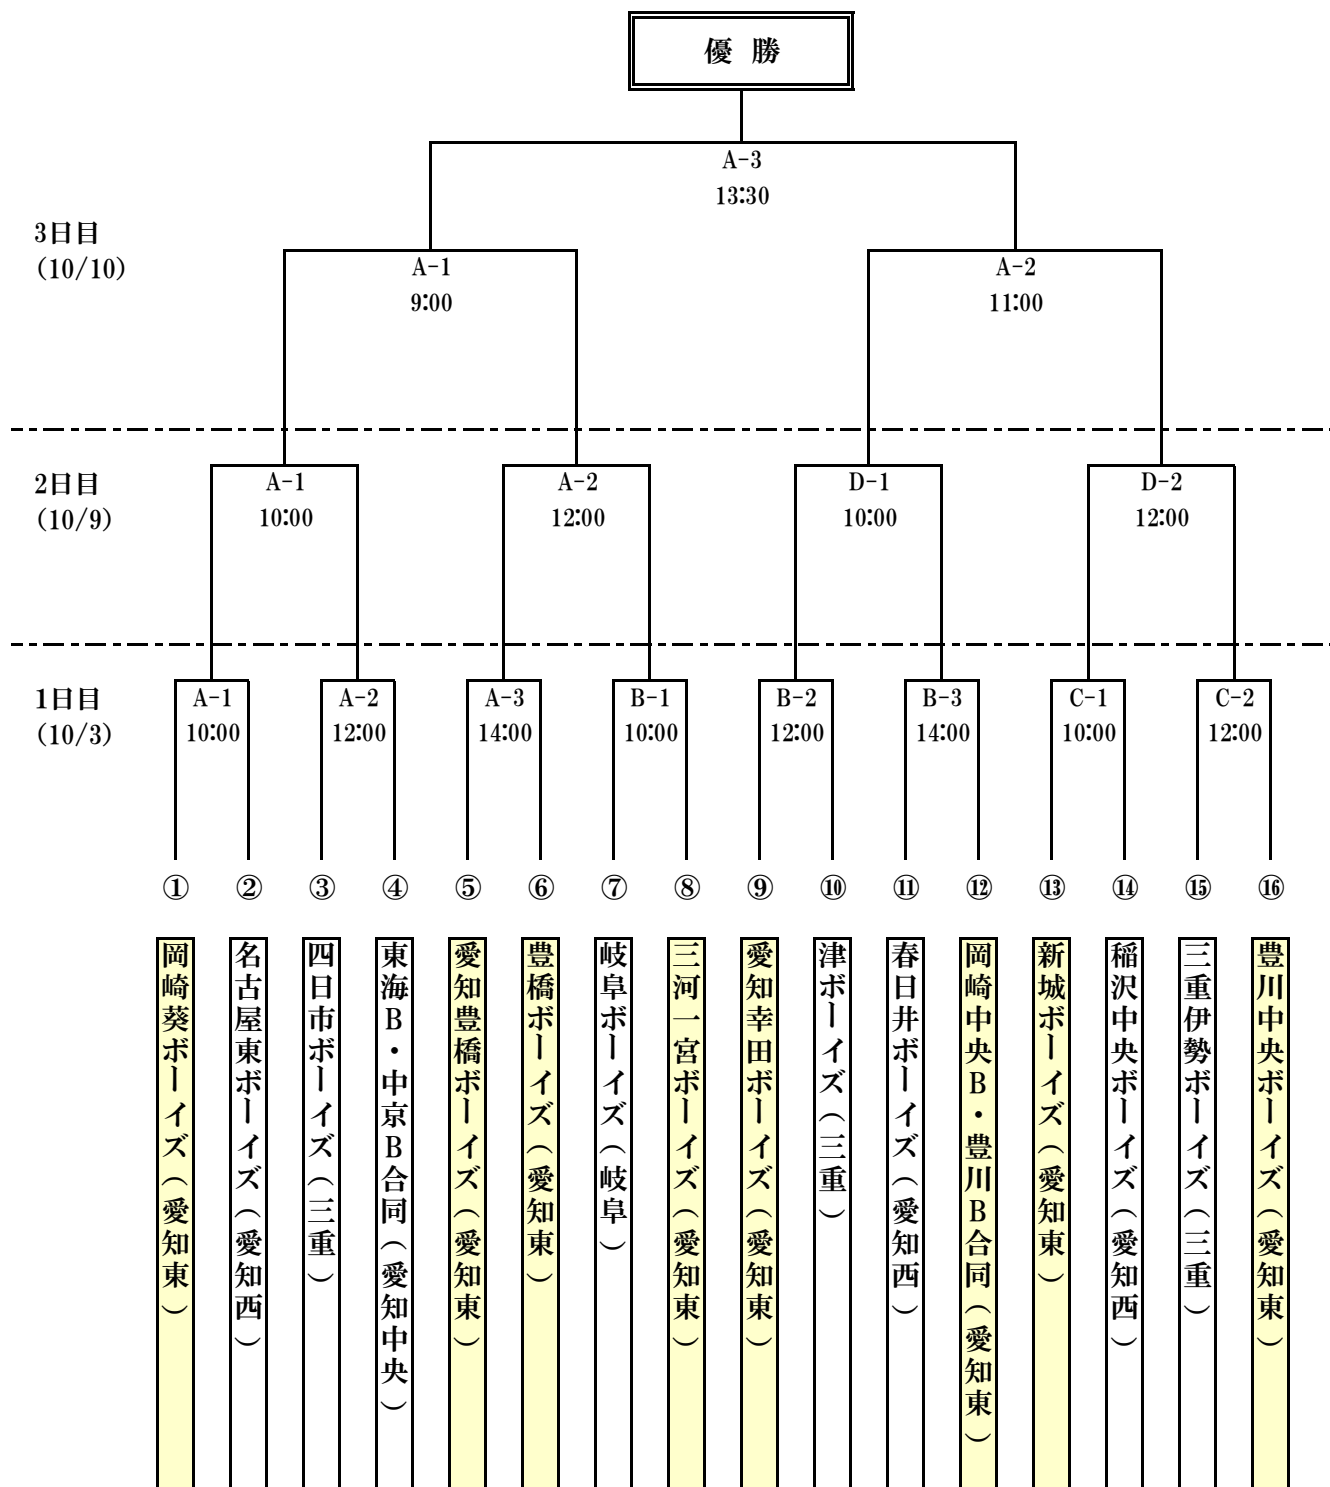 優 勝
A-3
13:30
3日目
(10/10)
A-1
9:00
A-2
11:00
2日目
(10/9)
A-1
10:00
A-2
12:00
D-1
10:00
D-2
12:00
1日目
(10/3)
A-1
10:00
A-2
12:00
A-3
14:00
B-1
10:00
B-2
12:00
B-3
14:00
C-1
10:00
C-2
12:00
① ② ③ ④ ⑤ ⑥ ⑦ ⑧ ⑨ ⑩ ⑪ ⑫ ⑬ ⑭ ⑮ ⑯
岡崎葵ボーイズ(愛知東)
名古屋東ボーイズ(愛知西)
四日市ボーイズ(三重)
東海B・中京B合同(愛知中央)
愛知豊橋ボーイズ(愛知東)
豊橋ボーイズ(愛知東)
岐阜ボーイズ(岐阜)
三河一宮ボーイズ(愛知東)
愛知幸田ボーイズ(愛知東)
津ボーイズ(三重)
春日井ボーイズ(愛知西)
岡崎中央B・豊川B合同(愛知東)
新城ボーイズ(愛知東)
稲沢中央ボーイズ(愛知西)
三重伊勢ボーイズ(三重)
豊川中央ボーイズ(愛知東)